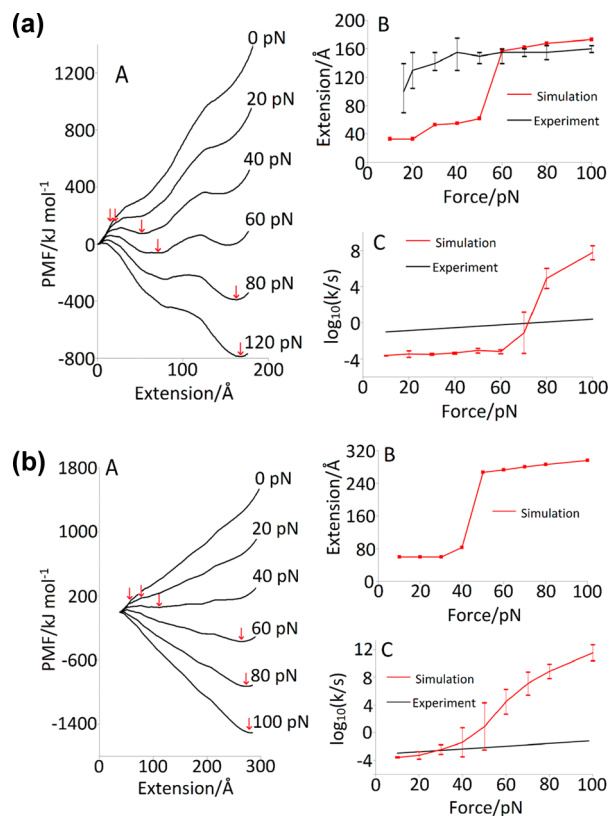 (a)
A
1200
800
400
0
-400
-800
PMF/kJ mol⁻¹
0 pN
20 pN
40 pN
60 pN
80 pN
120 pN
0
100
200
Extension/Å
B
200
160
120
80
40
0
Extension/Å
Simulation
Experiment
0 20 40 60 80 100
Force/pN
C
8
4
0
-4
log₁₀(k/s)
Simulation
Experiment
0 20 40 60 80 100
Force/pN
(b)
A
1800
1000
200
-600
-1400
PMF/kJ mol⁻¹
0 pN
20 pN
40 pN
60 pN
80 pN
100 pN
0 100 200 300
Extension/Å
B
320
240
160
80
0
Extension/Å
Simulation
0 20 40 60 80 100
Force/pN
C
12
8
4
0
-4
log₁₀(k/s)
Simulation
Experiment
0 20 40 60 80 100
Force/pN